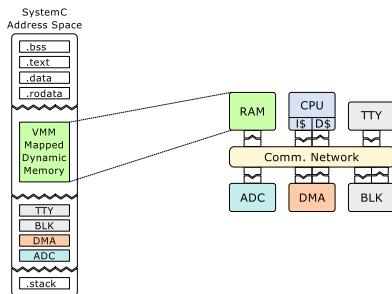 SystemC
Address Space
.bss
.text
.data
.rodata
VMM
Mapped
Dynamic
Memory
TTY
BLK
DMA
ADC
.stack
RAM
CPU
I$ D$
TTY
Comm. Network
ADC
DMA
BLK